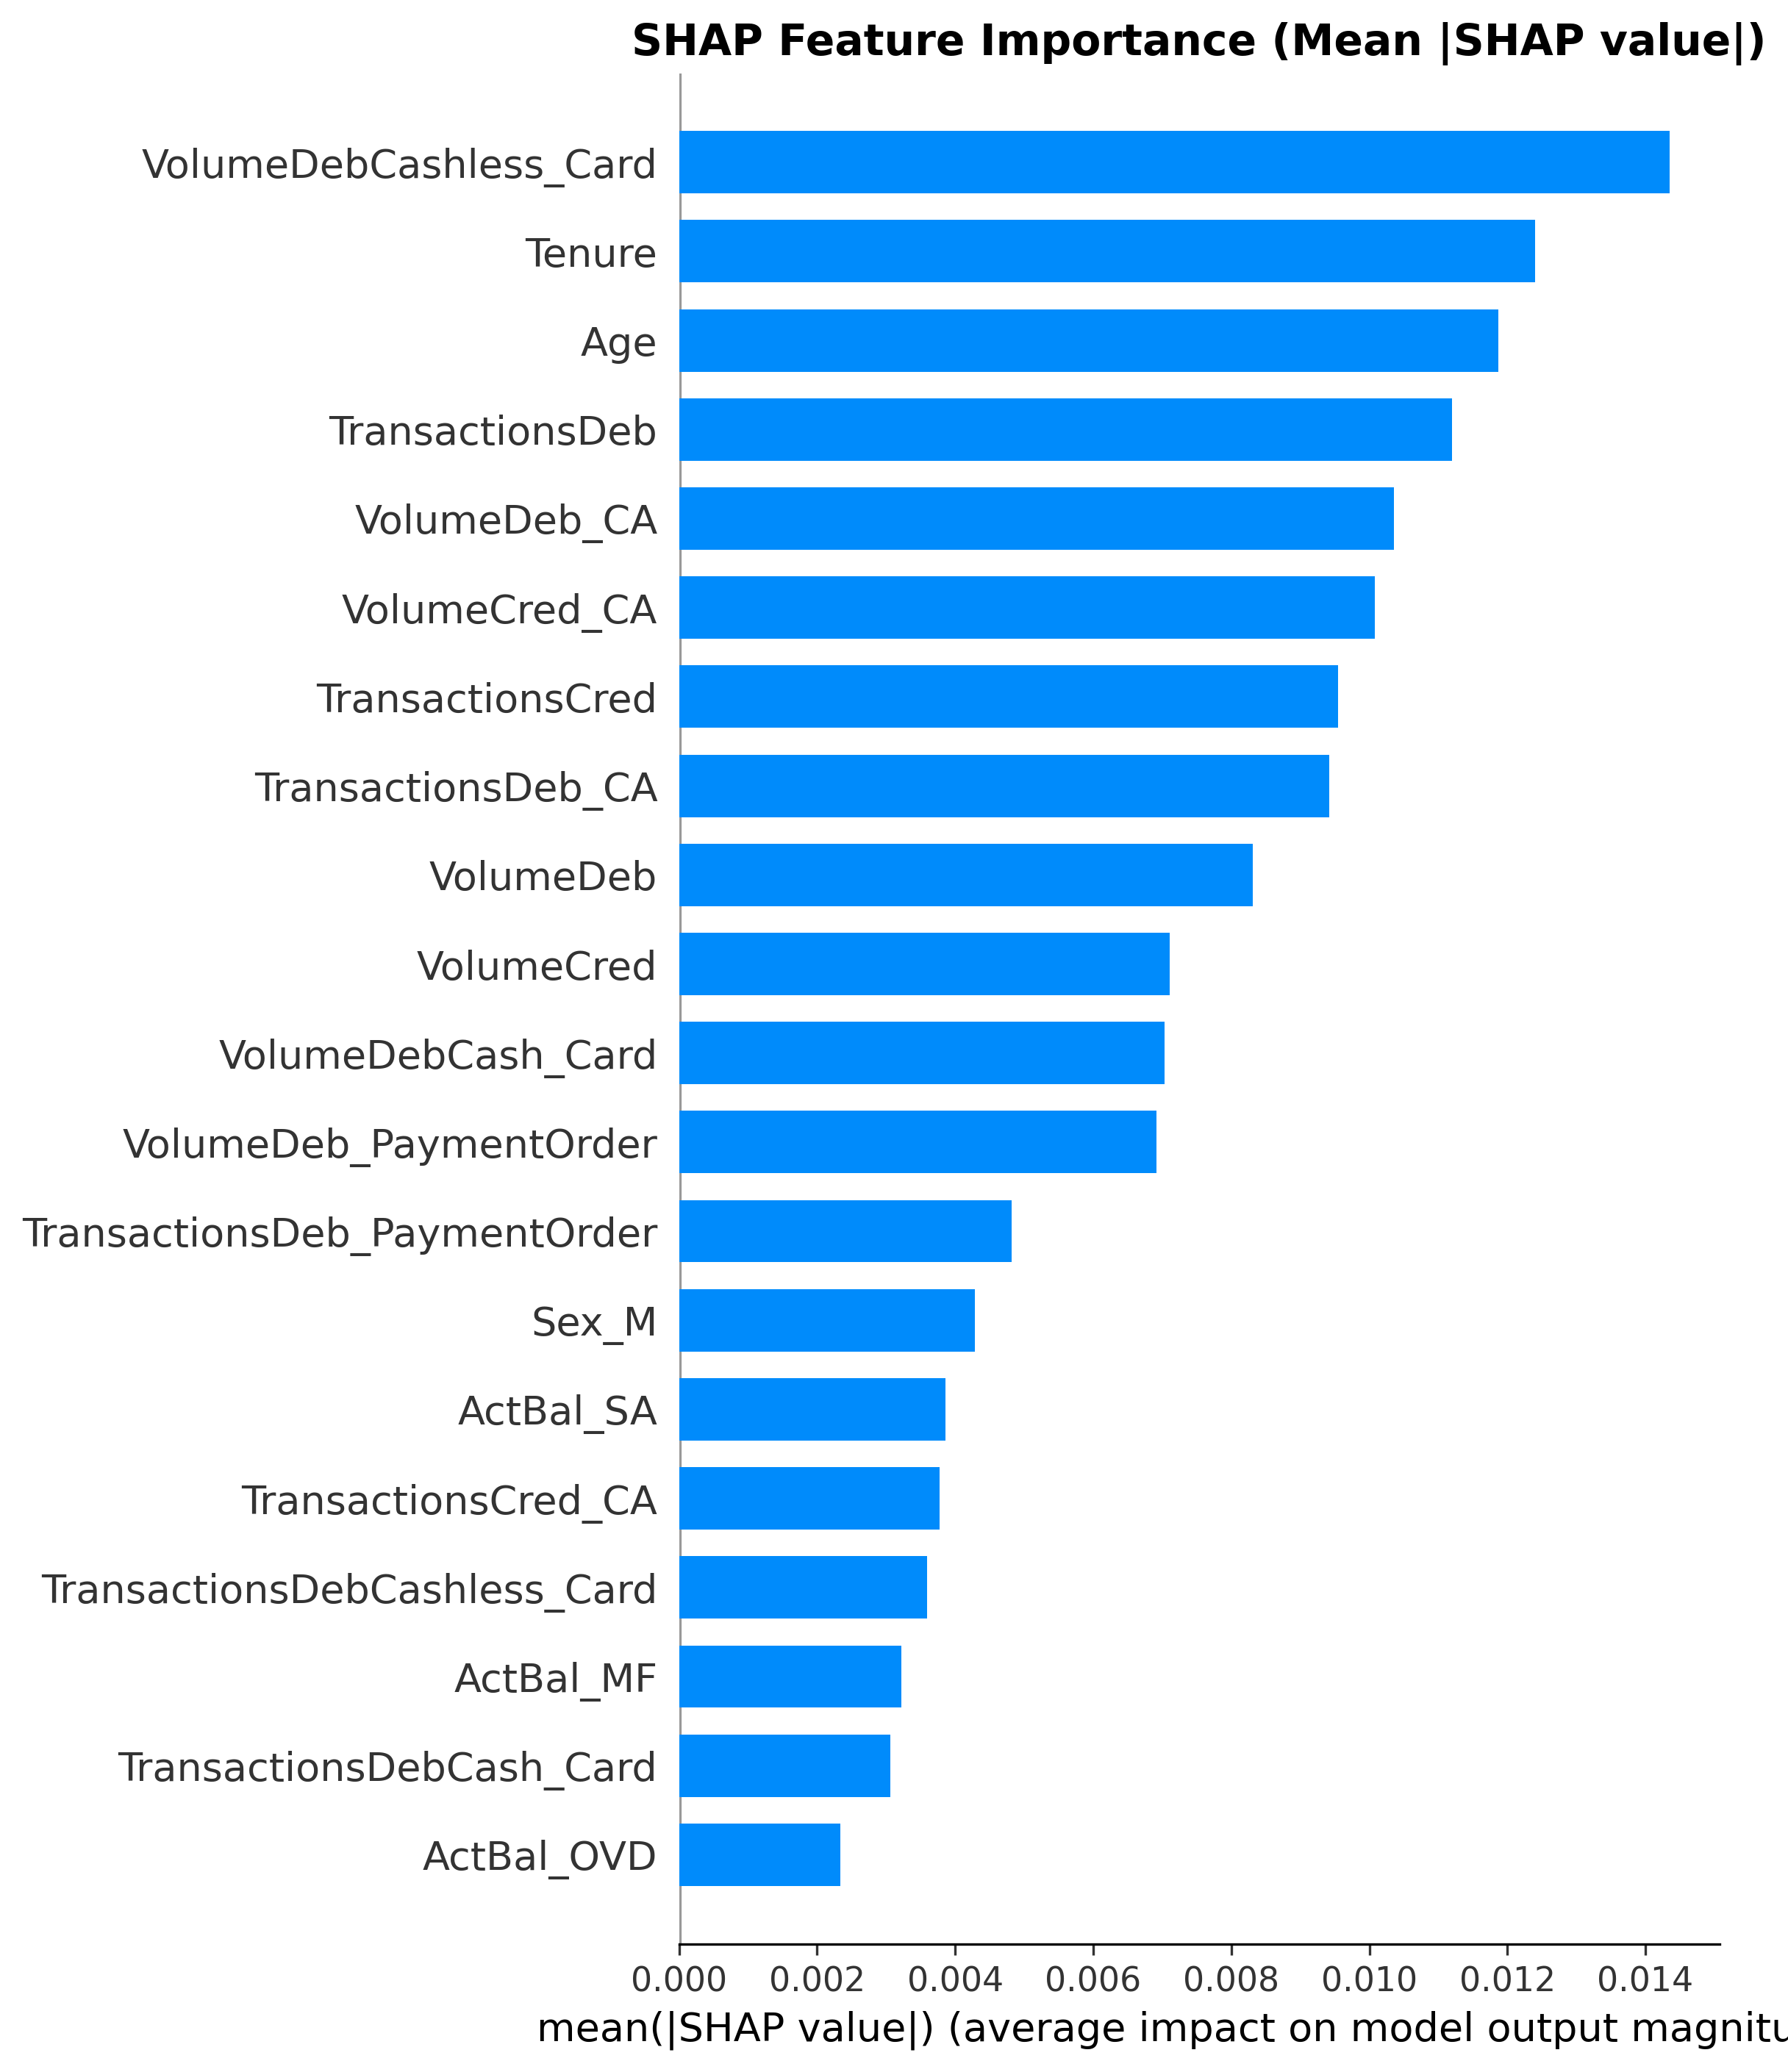 SHAP Feature Importance (Mean |SHAP value|)
VolumeDebCashless_Card
Tenure
Age
TransactionsDeb
VolumeDeb_CA
VolumeCred_CA
TransactionsCred
TransactionsDeb_CA
VolumeDeb
VolumeCred
VolumeDebCash_Card
VolumeDeb_PaymentOrder
TransactionsDeb_PaymentOrder
Sex_M
ActBal_SA
TransactionsCred_CA
TransactionsDebCashless_Card
ActBal_MF
TransactionsDebCash_Card
ActBal_OVD
0.000 0.002 0.004 0.006 0.008 0.010 0.012 0.014
mean(|SHAP value|) (average impact on model output magnitu